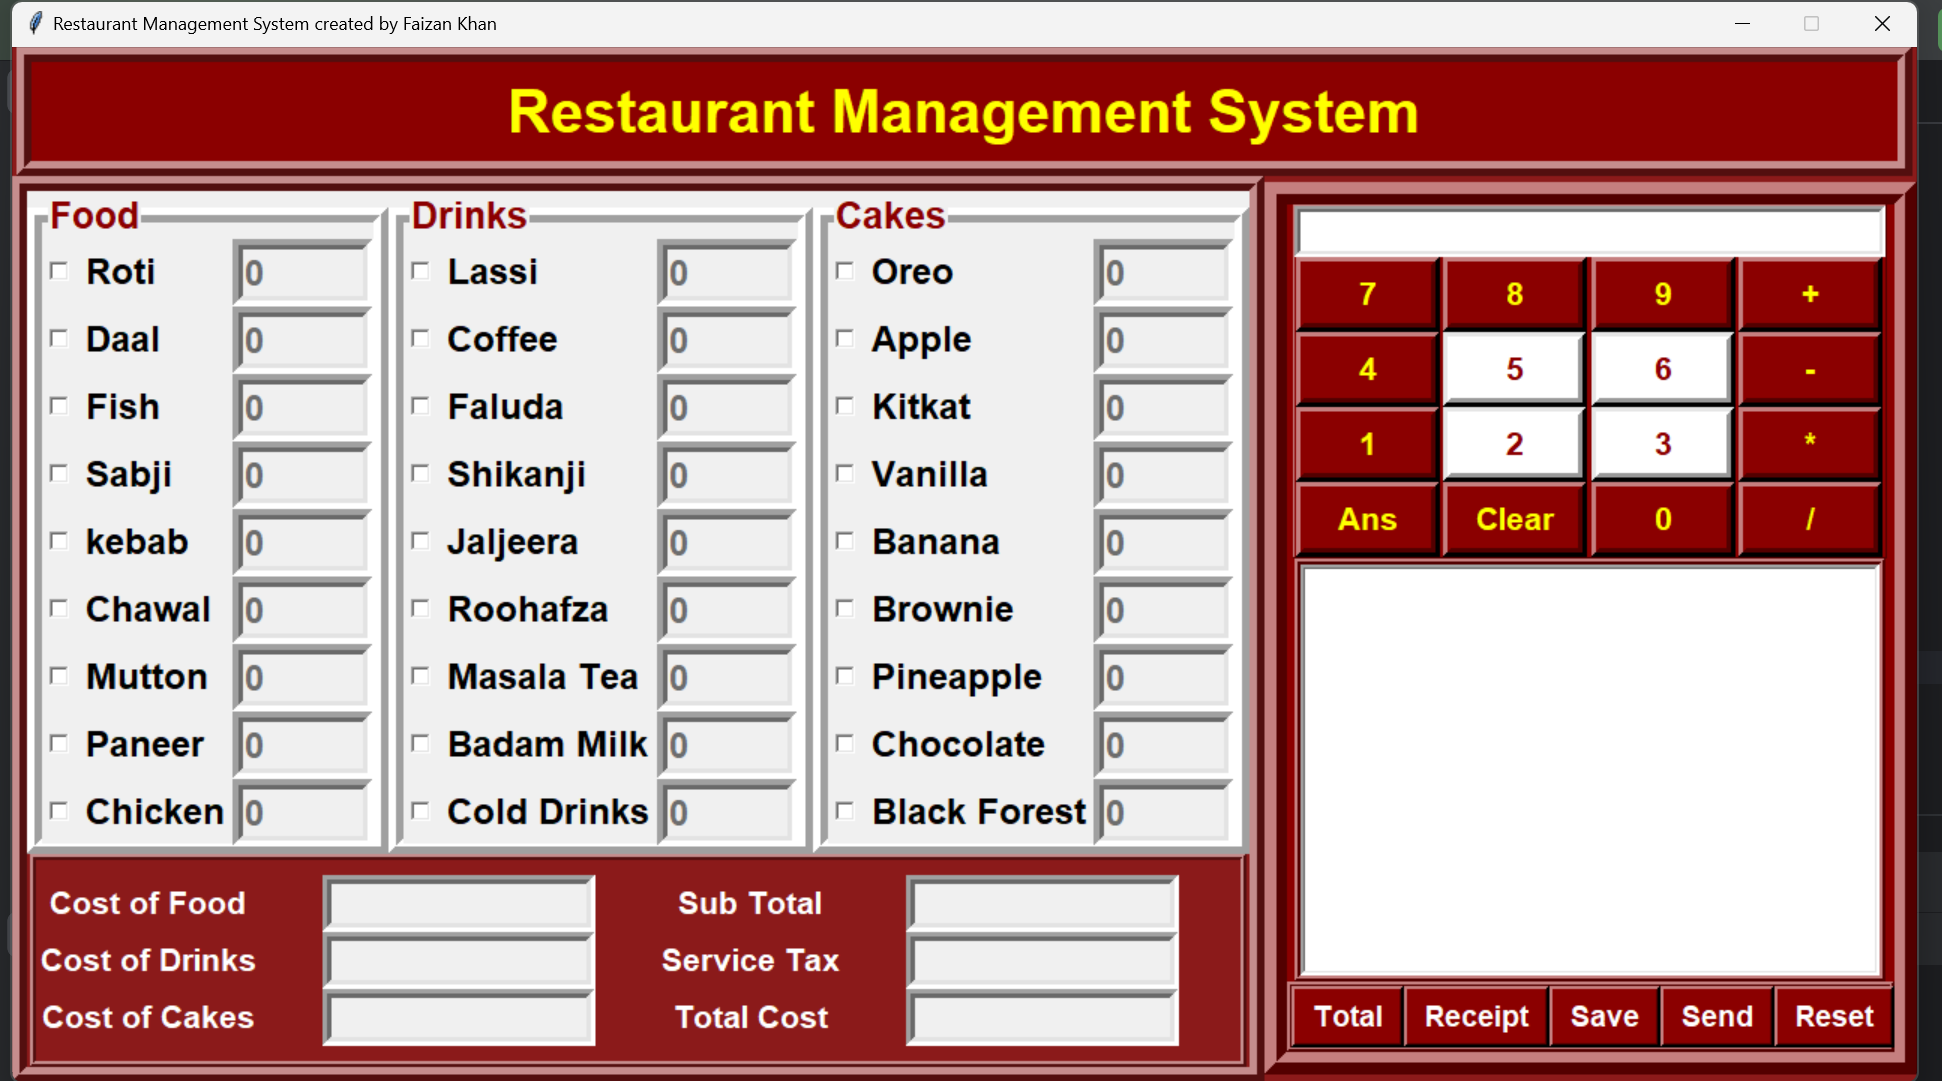 Restaurant Management System created by Faizan Khan
Restaurant Management System
Food
Roti 0
Daal 0
Fish 0
Sabji 0
kebab 0
Chawal 0
Mutton 0
Paneer 0
Chicken 0
Drinks
Lassi 0
Coffee 0
Faluda 0
Shikanji 0
Jaljeera 0
Roohafza 0
Masala Tea 0
Badam Milk 0
Cold Drinks 0
Cakes
Oreo 0
Apple 0
Kitkat 0
Vanilla 0
Banana 0
Brownie 0
Pineapple 0
Chocolate 0
Black Forest 0
Cost of Food
Cost of Drinks
Cost of Cakes
Sub Total
Service Tax
Total Cost
7 8 9 +
4 5 6 -
1 2 3 *
Ans Clear 0 /
Total Receipt Save Send Reset